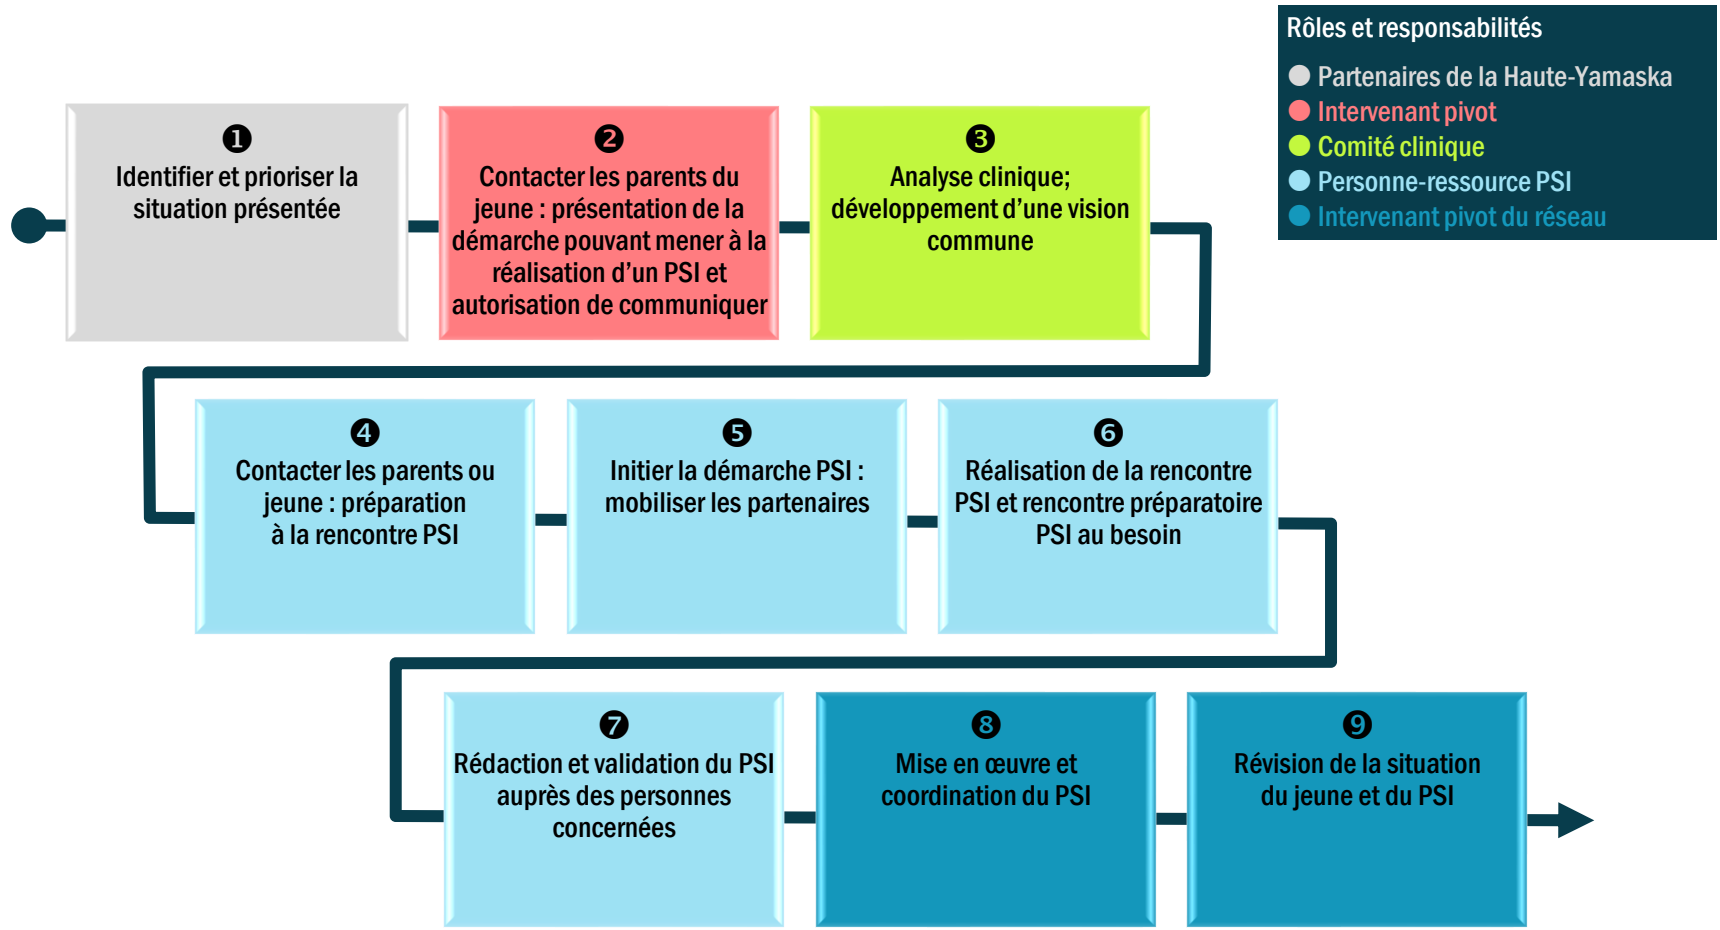 Rôles et responsabilités
Partenaires de la Haute-Yamaska
Intervenant pivot
Comité clinique
Personne-ressource PSI
Intervenant pivot du réseau
❶
Identifier et prioriser la
situation présentée
❷
Contacter les parents du
jeune : présentation de la
démarche pouvant mener à la
réalisation d’un PSI et
autorisation de communiquer
❸
Analyse clinique;
développement d’une vision
commune
❹
Contacter les parents ou
jeune : préparation
à la rencontre PSI
❺
Initier la démarche PSI :
mobiliser les partenaires
❻
Réalisation de la rencontre
PSI et rencontre préparatoire
PSI au besoin
❼
Rédaction et validation du PSI
auprès des personnes
concernées
❽
Mise en œuvre et
coordination du PSI
❾
Révision de la situation
du jeune et du PSI